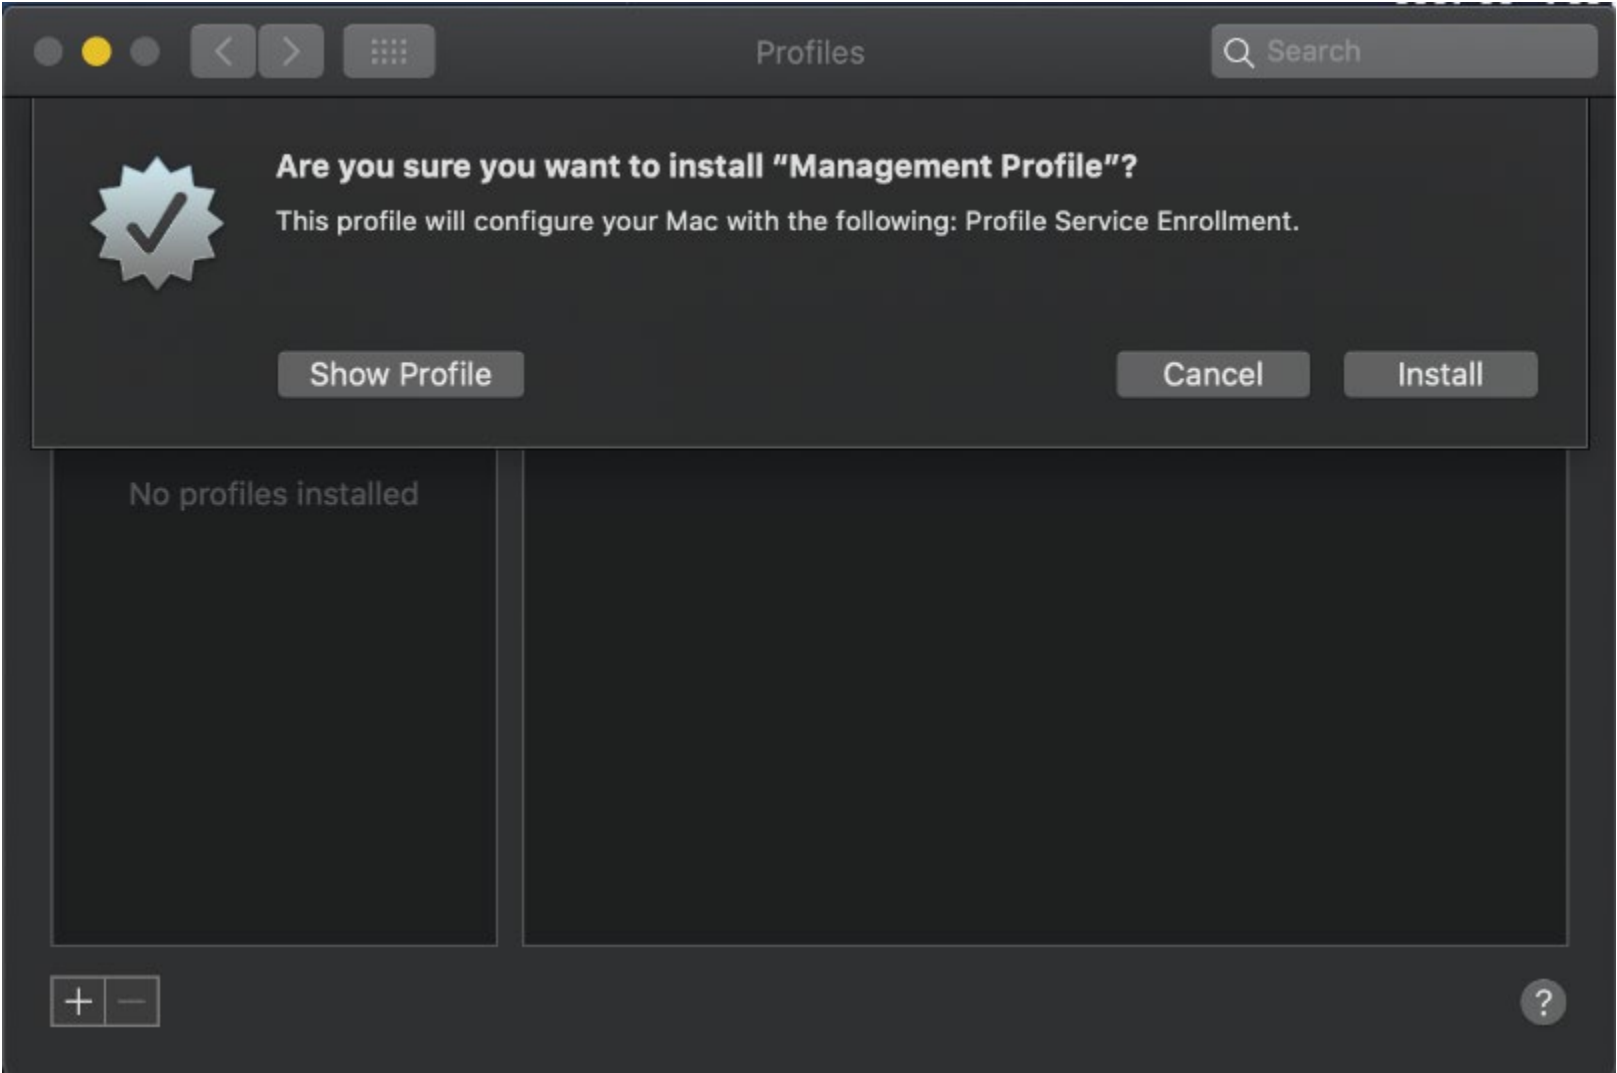 Profiles
Search
Are you sure you want to install “Management Profile”?
This profile will configure your Mac with the following: Profile Service Enrollment.
Show Profile
Cancel
Install
No profiles installed
+
−
?